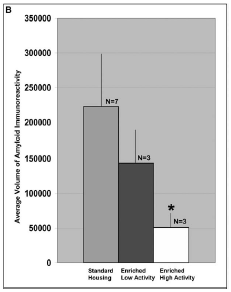 B
Average Volume of Amyloid Immunoreactivity
350000
300000
250000
200000
150000
100000
50000
0
N=7
N=3
*
N=3
Standard Housing
Enriched Low Activity
Enriched High Activity